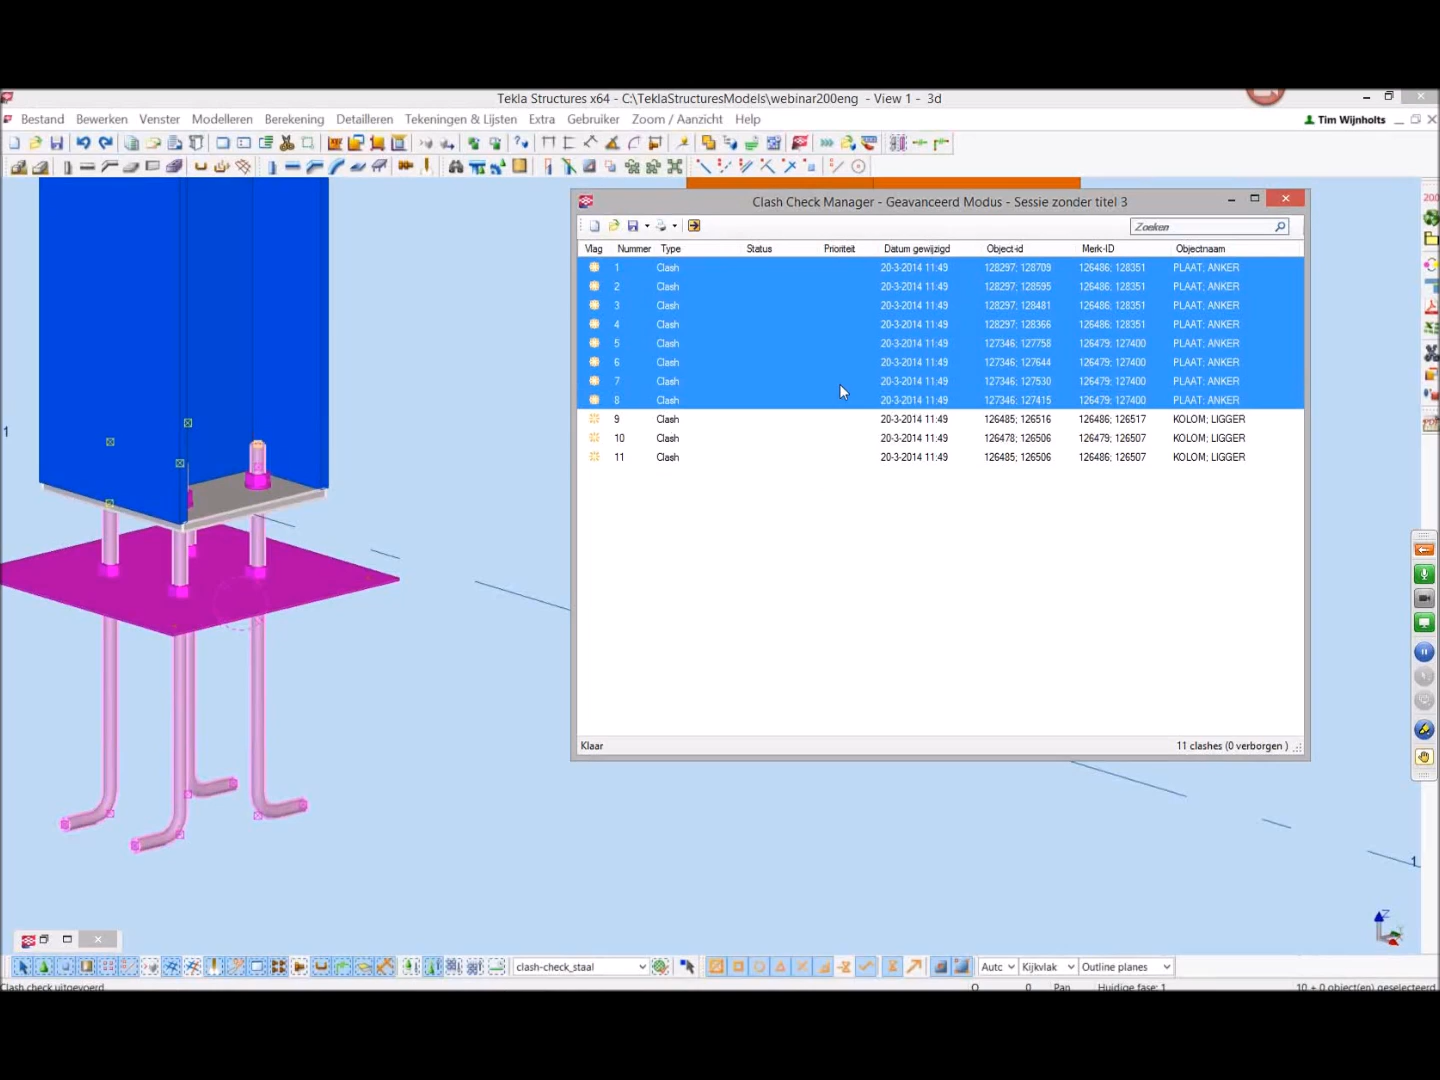 Tekla Structures x64 - C:\TeklaStructuresModels\webinar200eng - View 1 - 3d
Bestand Bewerken Venster Modelleren Berekening Detailleren Tekeningen & Lijsten Extra Gebruiker Zoom / Aanzicht Help
Tim Wijnholts
Clash Check Manager - Geavanceerd Modus - Sessie zonder titel 3
Zoeken
Vlag Nummer Type Status Prioriteit Datum gewijzigd Object-id Merk-ID Objectnaam
1 Clash 20-3-2014 11:49 128297; 128709 126486; 128351 PLAAT; ANKER
2 Clash 20-3-2014 11:49 128297; 128595 126486; 128351 PLAAT; ANKER
3 Clash 20-3-2014 11:49 128297; 128481 126486; 128351 PLAAT; ANKER
4 Clash 20-3-2014 11:49 128297; 128366 126486; 128351 PLAAT; ANKER
5 Clash 20-3-2014 11:49 127346; 127758 126479; 127400 PLAAT; ANKER
6 Clash 20-3-2014 11:49 127346; 127644 126479; 127400 PLAAT; ANKER
7 Clash 20-3-2014 11:49 127346; 127530 126479; 127400 PLAAT; ANKER
8 Clash 20-3-2014 11:49 127346; 127415 126479; 127400 PLAAT; ANKER
9 Clash 20-3-2014 11:49 126485; 126516 126486; 126517 KOLOM; LIGGER
10 Clash 20-3-2014 11:49 126478; 126506 126479; 126507 KOLOM; LIGGER
11 Clash 20-3-2014 11:49 126485; 126506 126486; 126507 KOLOM; LIGGER
1
Klaar 11 clashes (0 verborgen )
1
Z
clash-check_staal Autc Kijkvlak Outline planes
Clash check uitgevoerd O 0 Pan Huidige fase: 1 10 + 0 object(en) geselecteerd